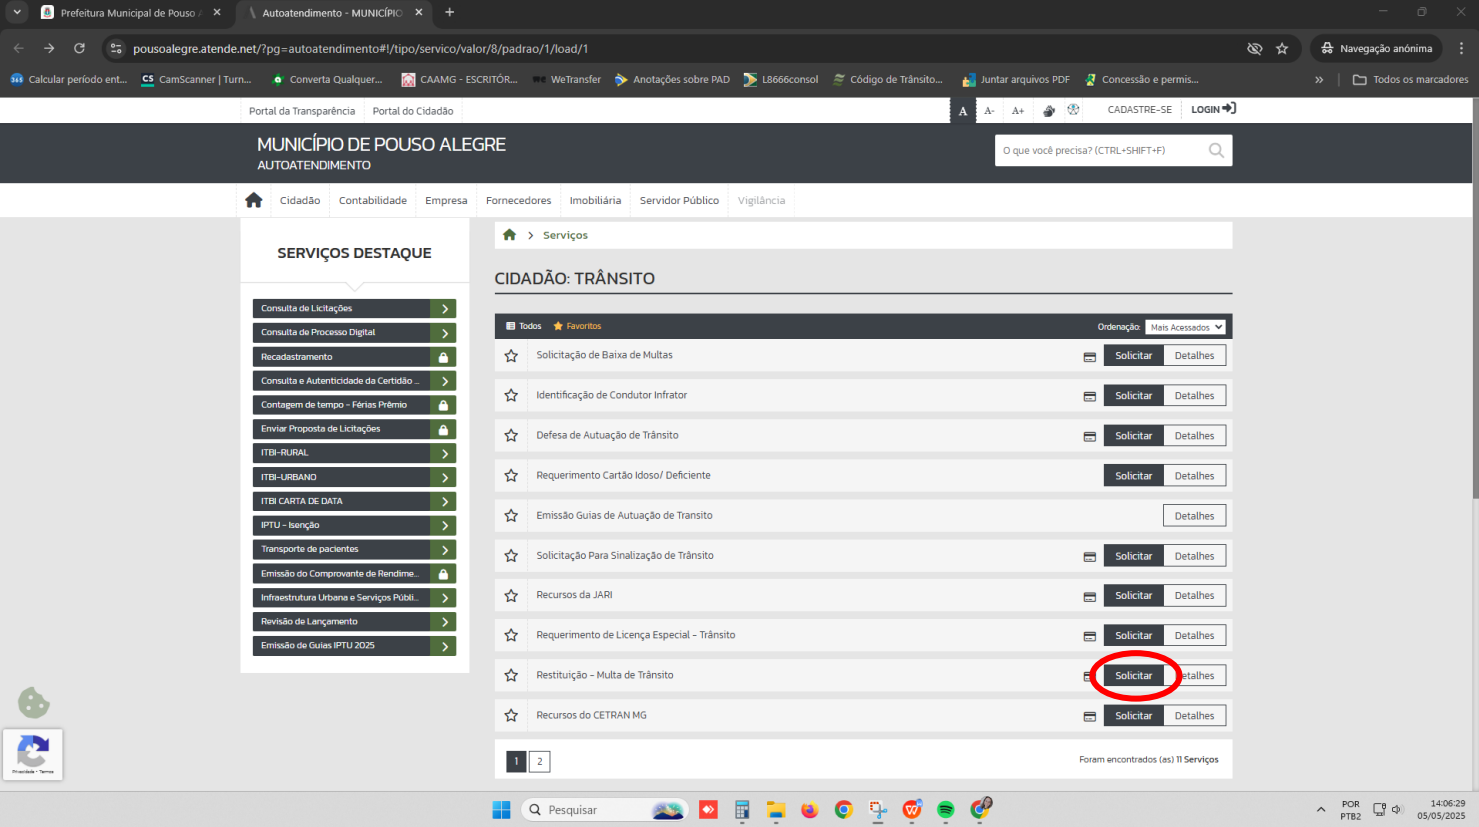 Prefeitura Municipal de Pouso A
Autoatendimento - MUNICÍPIO
pousoalegre.atende.net/?pg=autoatendimento#!/tipo/servico/valor/8/padrao/1/load/1
Navegação anónima
365 Calcular período ent...
CS CamScanner | Turn...
Converta Qualquer...
CAAMG - ESCRITÓR...
WeTransfer
Anotações sobre PAD
L8666consol
Código de Trânsito...
Juntar arquivos PDF
Concessão e permis...
»
Todos os marcadores
Portal da Transparência
Portal do Cidadão
A A- A+
CADASTRE-SE
LOGIN
MUNICÍPIO DE POUSO ALEGRE
AUTOATENDIMENTO
O que você precisa? (CTRL+SHIFT+F)
Cidadão
Contabilidade
Empresa
Fornecedores
Imobiliária
Servidor Público
Vigilância
SERVIÇOS DESTAQUE
Consulta de Licitações
Consulta de Processo Digital
Recadastramento
Consulta e Autenticidade da Certidão ...
Contagem de tempo - Férias Prêmio
Enviar Proposta de Licitações
ITBI-RURAL
ITBI-URBANO
ITBI CARTA DE DATA
IPTU - Isenção
Transporte de pacientes
Emissão do Comprovante de Rendime...
Infraestrutura Urbana e Serviços Públi...
Revisão de Lançamento
Emissão de Guias IPTU 2025
> Serviços
CIDADÃO: TRÂNSITO
Todos Favoritos Ordenação: Mais Acessados
Solicitação de Baixa de Multas Solicitar Detalhes
Identificação de Condutor Infrator Solicitar Detalhes
Defesa de Autuação de Trânsito Solicitar Detalhes
Requerimento Cartão Idoso/ Deficiente Solicitar Detalhes
Emissão Guias de Autuação de Transito Detalhes
Solicitação Para Sinalização de Trânsito Solicitar Detalhes
Recursos da JARI Solicitar Detalhes
Requerimento de Licença Especial - Trânsito Solicitar Detalhes
Restituição - Multa de Trânsito Solicitar etalhes
Recursos do CETRAN MG Solicitar Detalhes
1 2 Foram encontrados (as) 11 Serviços
Privacidade - Termos
Pesquisar
POR
PTB2
14:06:29
05/05/2025